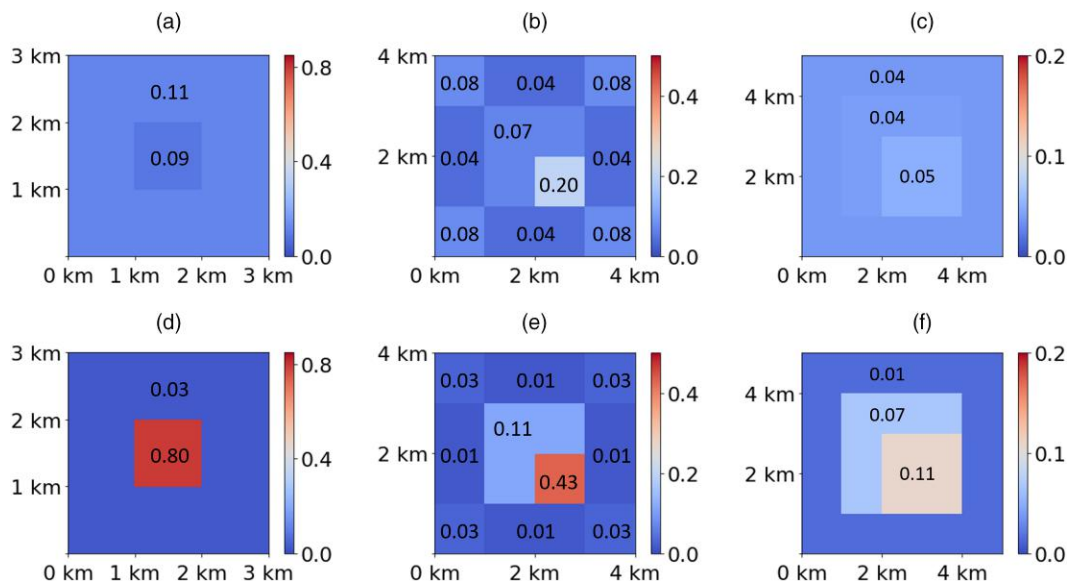 (a) (b) (c)
3 km 0.8 4 km 0.4 0.2
0.11 0.08 0.04 0.08 0.04
2 km 0.07 4 km 0.04
0.09 0.4 2 km 0.04 0.04 0.2 0.1
1 km 0.20 2 km 0.05
0.08 0.04 0.08
0.0 0.0 0.0
0 km 1 km 2 km 3 km 0 km 2 km 4 km 0 km 2 km 4 km
(d) (e) (f)
3 km 0.8 4 km 0.4 0.2
0.03 0.03 0.01 0.03 0.01
2 km 0.11 4 km 0.07
0.80 0.4 2 km 0.01 0.01 0.2 0.1
1 km 0.43 2 km 0.11
0.03 0.01 0.03
0.0 0.0 0.0
0 km 1 km 2 km 3 km 0 km 2 km 4 km 0 km 2 km 4 km